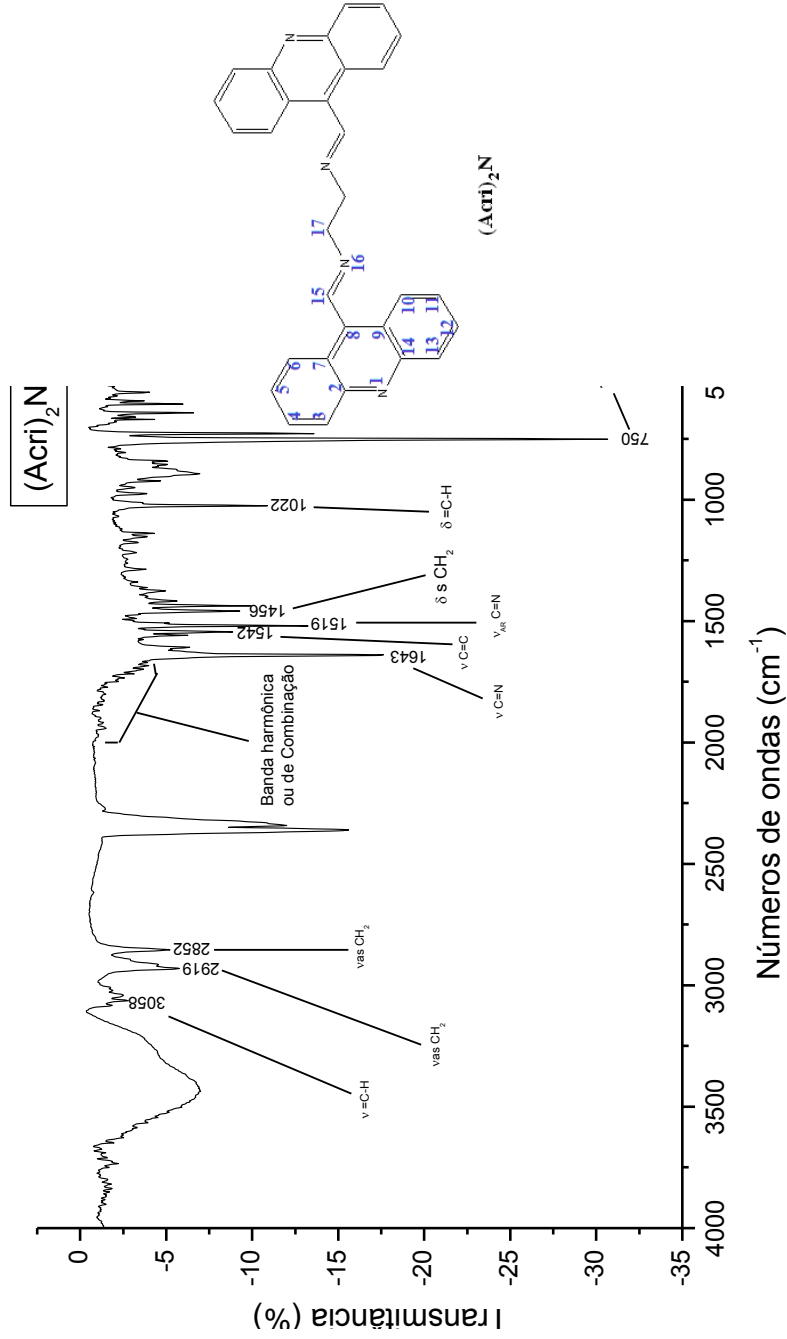 (Acri)₂N
0
-5
-10
-15
-20
-25
-30
-35
Transmitância (%)
4000
3500
3000
2500
2000
1500
1000
5
Números de ondas (cm⁻¹)
3058
2919
2852
1643
1542
1519
1456
1022
750
ν =C-H
νas CH₂
νas CH₂
Banda harmônica
ou de Combinação
ν C=N
ν C=C
ν_AR C=N
δ s CH₂
δ =C-H
1
2
3
4
5
6
7
8
9
10
11
12
13
14
15
16
17
N
N
N
N
(Acri)₂N